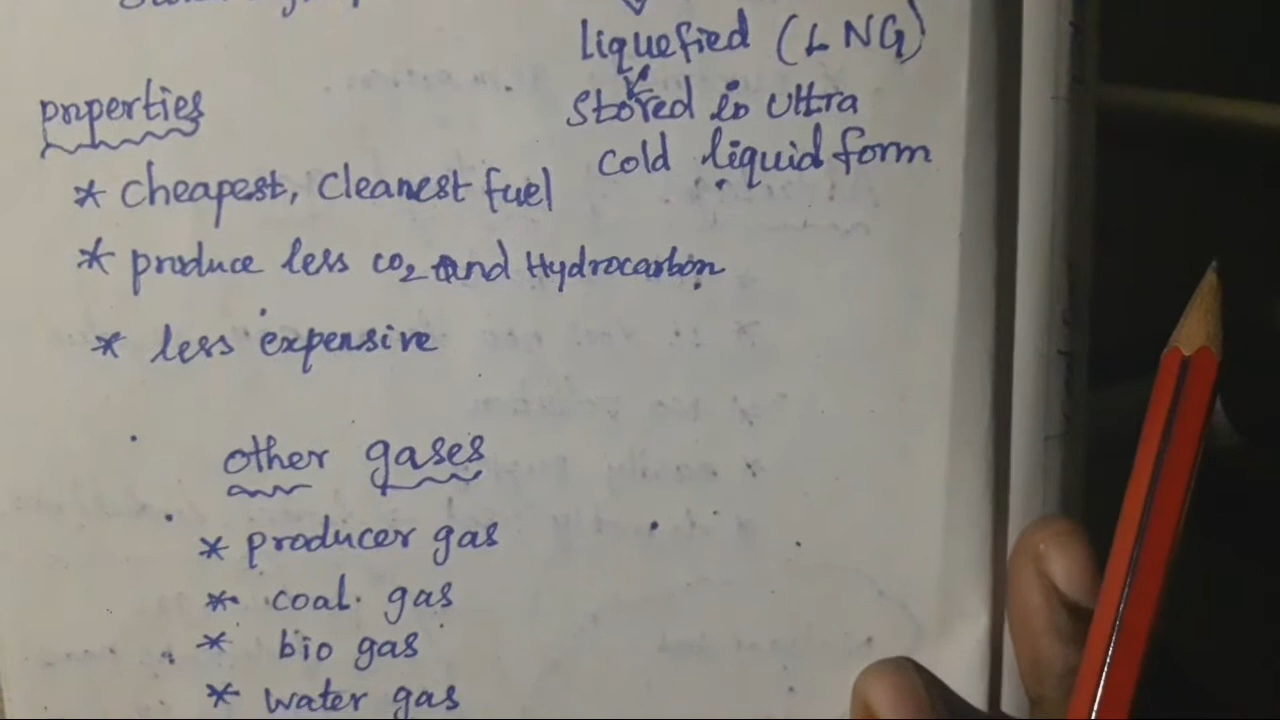 liquefied (LNG)
stored in Ultra
cold liquid form
properties
* cheapest, cleanest fuel
* produce less co2 and Hydrocarbon
* less expensive
other gases
* producer gas
* coal gas
* bio gas
* water gas